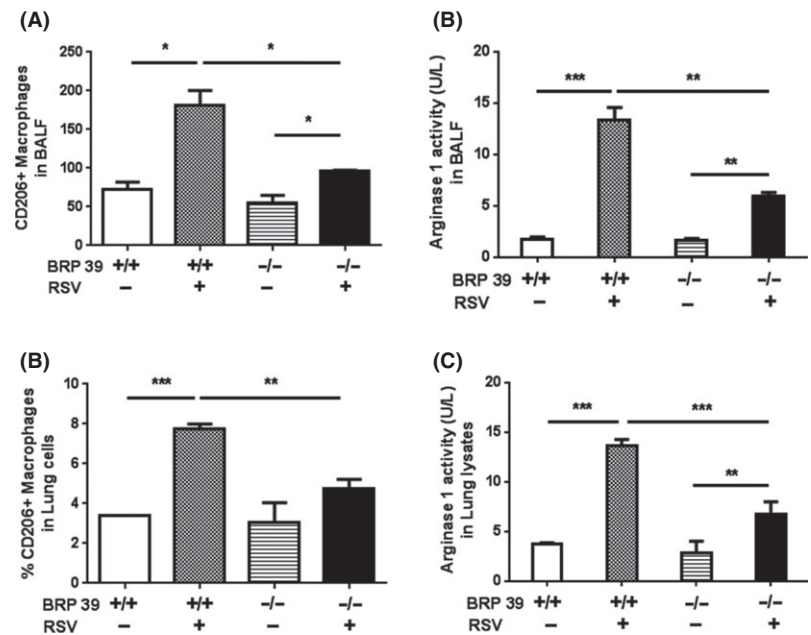 (A)
CD206+ Macrophages
in BALF
250
200
150
100
50
0
*
*
*
BRP 39 +/+ +/+ –/– –/–
RSV – + – +
(B)
Arginase 1 activity (U/L)
in BALF
20
15
10
5
0
***
**
**
BRP 39 +/+ +/+ –/– –/–
RSV – + – +
(B)
% CD206+ Macrophages
in Lung cells
10
8
6
4
2
0
***
**
BRP 39 +/+ +/+ –/– –/–
RSV – + – +
(C)
Arginase 1 activity (U/L)
in Lung lysates
20
15
10
5
0
***
***
**
BRP 39 +/+ +/+ –/– –/–
RSV – + – +